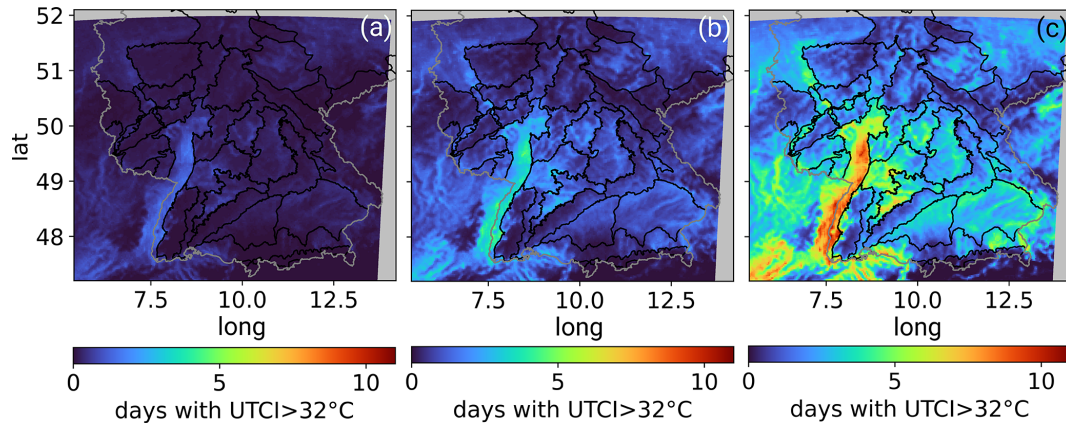 (a) (b) (c)
52
51
50
49
48
lat
7.5 10.0 12.5 7.5 10.0 12.5 7.5 10.0 12.5
long long long
0 5 10 0 5 10 0 5 10
days with UTCI>32°C days with UTCI>32°C days with UTCI>32°C